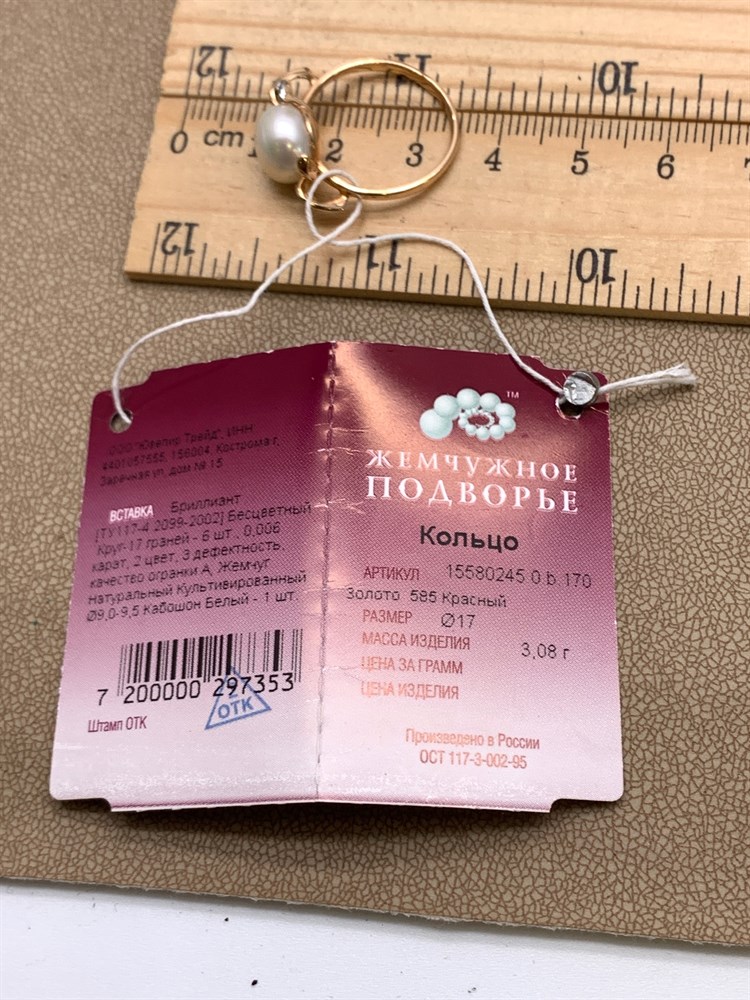 12 11 10
0 cm 1 2 3 4 5 6 7
12 11 10
ООО "Ювелир Трейд", ИНН
4401057555, 156004, Кострома г,
Заречная ул, дом № 15
ВСТАВКА Бриллиант
[ТУ117-4.2099-2002] Бесцветный
Круг-17 граней - 6 шт., 0,006
карат, 2 цвет, 3 дефектность,
качество огранки А, Жемчуг
натуральный Культивированный
Ø9,0-9,5 Кабошон Белый - 1 шт.
7 200000 297353
ОТК
Штамп ОТК
TM
ЖЕМЧУЖНОЕ
ПОДВОРЬЕ
Кольцо
АРТИКУЛ 15580245.0.b.170
Золото 585 Красный
РАЗМЕР Ø17
МАССА ИЗДЕЛИЯ 3,08 г
ЦЕНА ЗА ГРАММ
ЦЕНА ИЗДЕЛИЯ
Произведено в России
ОСТ 117-3-002-95